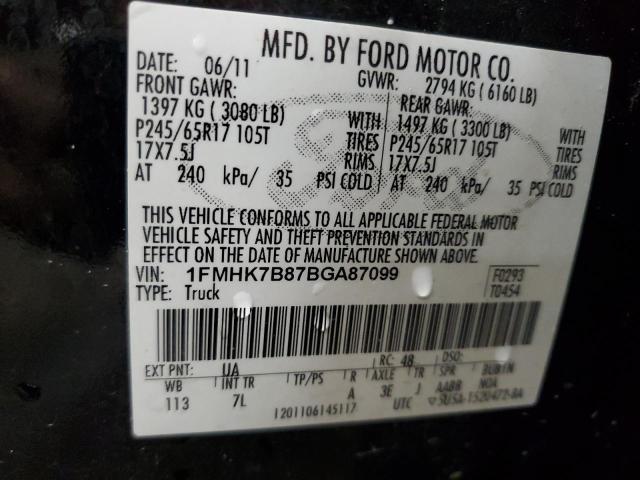 MFD. BY FORD MOTOR CO.
DATE: 06/11 GVWR: 2794 KG ( 6160 LB)
FRONT GAWR: REAR GAWR:
1397 KG ( 3080 LB) WITH 1497 KG ( 3300 LB) WITH
P245/65R17 105T TIRES P245/65R17 105T TIRES
17X7.5J RIMS 17X7.5J RIMS
AT 240 kPa/ 35 PSI COLD AT 240 kPa/ 35 PSI COLD
THIS VEHICLE CONFORMS TO ALL APPLICABLE FEDERAL MOTOR
VEHICLE SAFETY AND THEFT PREVENTION STANDARDS IN
EFFECT ON THE DATE OF MANUFACTURE SHOWN ABOVE.
VIN: 1FMHK7B87BGA87099 F0293
TYPE: Truck T0454
EXT PNT: UA RC: 48 DSO:
WB INT TR TP/PS R AXLE TR SPR
113 7L A 3E J AABB NOA
1201106145117 UTC